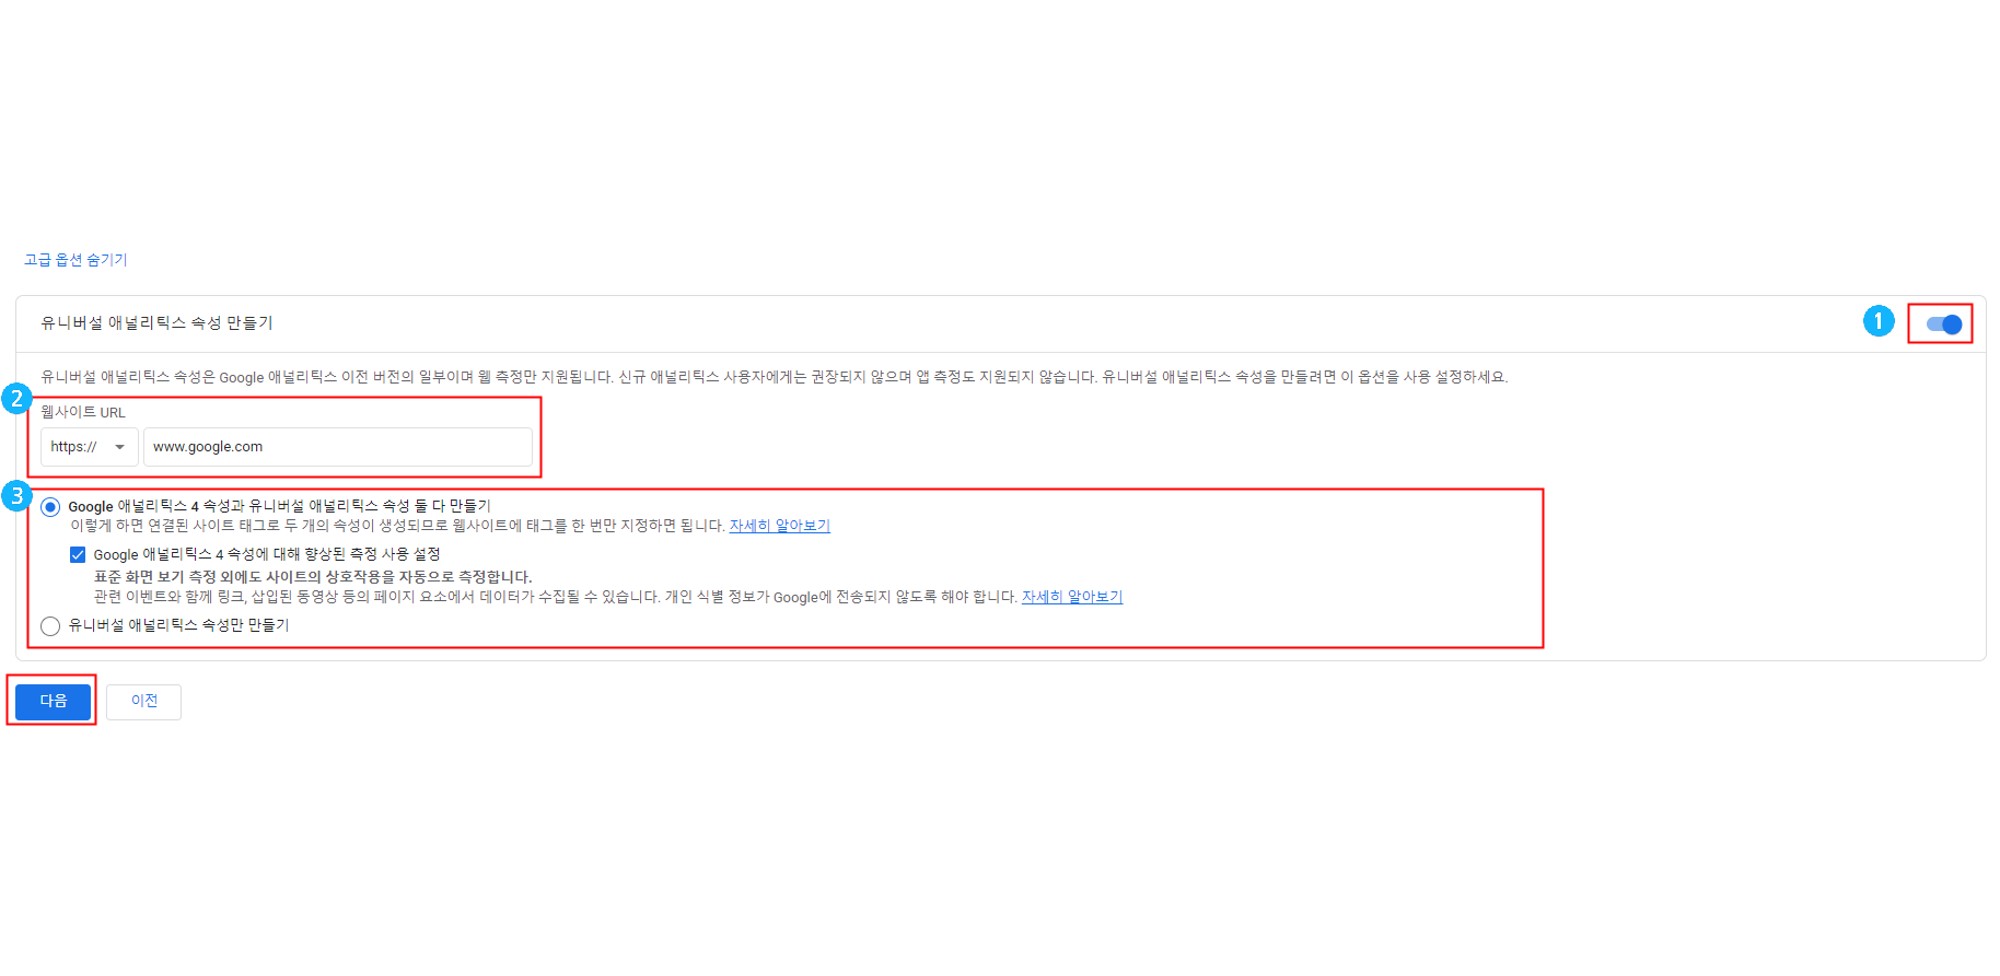 고급 옵션 숨기기
유니버설 애널리틱스 속성 만들기
1
유니버설 애널리틱스 속성은 Google 애널리틱스 이전 버전의 일부이며 웹 측정만 지원됩니다. 신규 애널리틱스 사용자에게는 권장되지 않으며 앱 측정도 지원되지 않습니다. 유니버설 애널리틱스 속성을 만들려면 이 옵션을 사용 설정하세요.
2
웹사이트 URL
https:// www.google.com
3
Google 애널리틱스 4 속성과 유니버설 애널리틱스 속성 둘 다 만들기
이렇게 하면 연결된 사이트 태그로 두 개의 속성이 생성되므로 웹사이트에 태그를 한 번만 지정하면 됩니다. 자세히 알아보기
Google 애널리틱스 4 속성에 대해 향상된 측정 사용 설정
표준 화면 보기 측정 외에도 사이트의 상호작용을 자동으로 측정합니다.
관련 이벤트와 함께 링크, 삽입된 동영상 등의 페이지 요소에서 데이터가 수집될 수 있습니다. 개인 식별 정보가 Google에 전송되지 않도록 해야 합니다. 자세히 알아보기
유니버설 애널리틱스 속성만 만들기
다음 이전